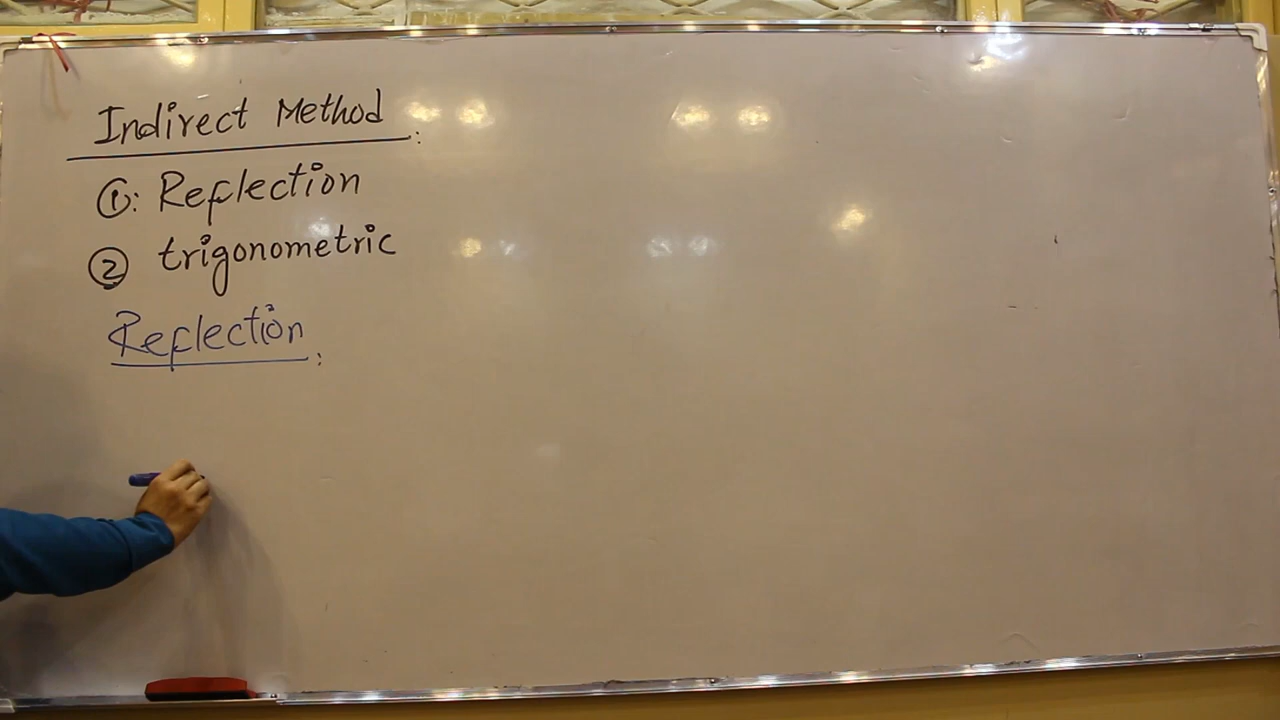 Indirect Method:
①: Reflection
② trigonometric
Reflection: